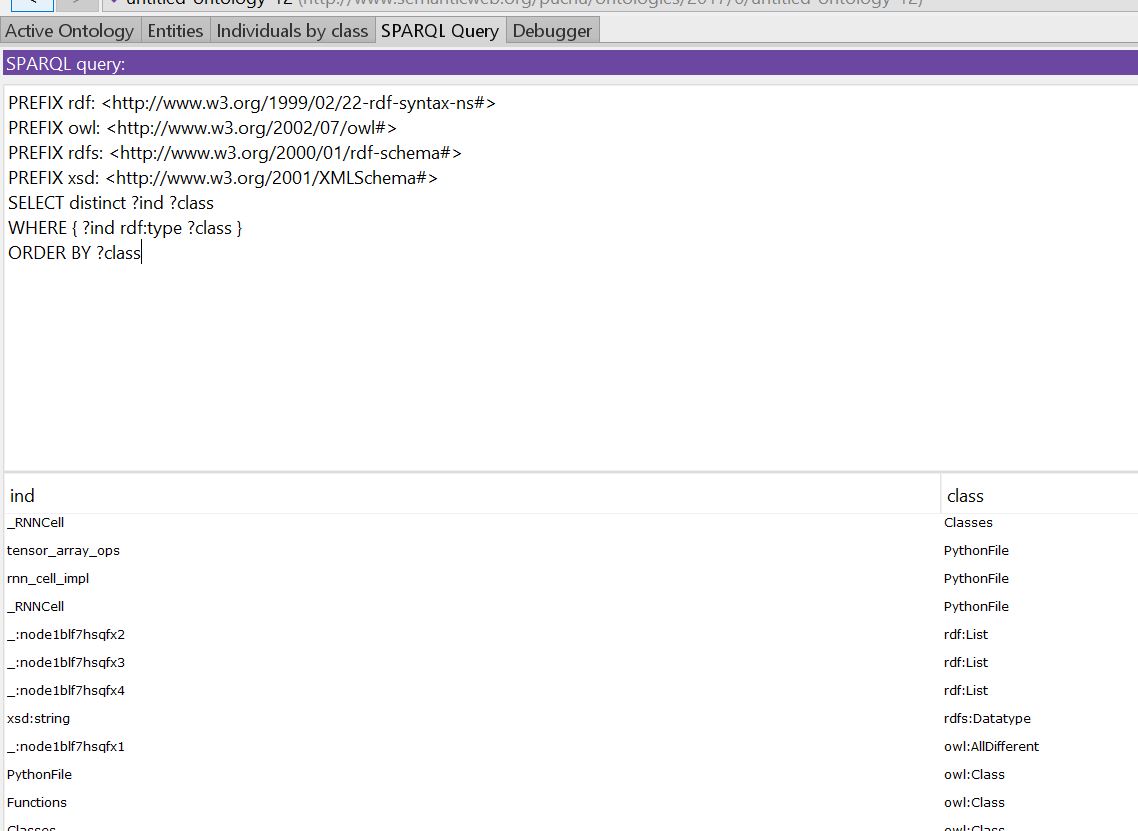 untitled-ontology-12 (http://www.semanticweb.org/pacha/ontologies/2017/6/untitled-ontology-12)
Active Ontology Entities Individuals by class SPARQL Query Debugger
SPARQL query:
PREFIX rdf: <http://www.w3.org/1999/02/22-rdf-syntax-ns#>
PREFIX owl: <http://www.w3.org/2002/07/owl#>
PREFIX rdfs: <http://www.w3.org/2000/01/rdf-schema#>
PREFIX xsd: <http://www.w3.org/2001/XMLSchema#>
SELECT distinct ?ind ?class
WHERE { ?ind rdf:type ?class }
ORDER BY ?class
ind class
_RNNCell Classes
tensor_array_ops PythonFile
rnn_cell_impl PythonFile
_RNNCell PythonFile
_:node1blf7hsqfx2 rdf:List
_:node1blf7hsqfx3 rdf:List
_:node1blf7hsqfx4 rdf:List
xsd:string rdfs:Datatype
_:node1blf7hsqfx1 owl:AllDifferent
PythonFile owl:Class
Functions owl:Class
Classes owl:Class